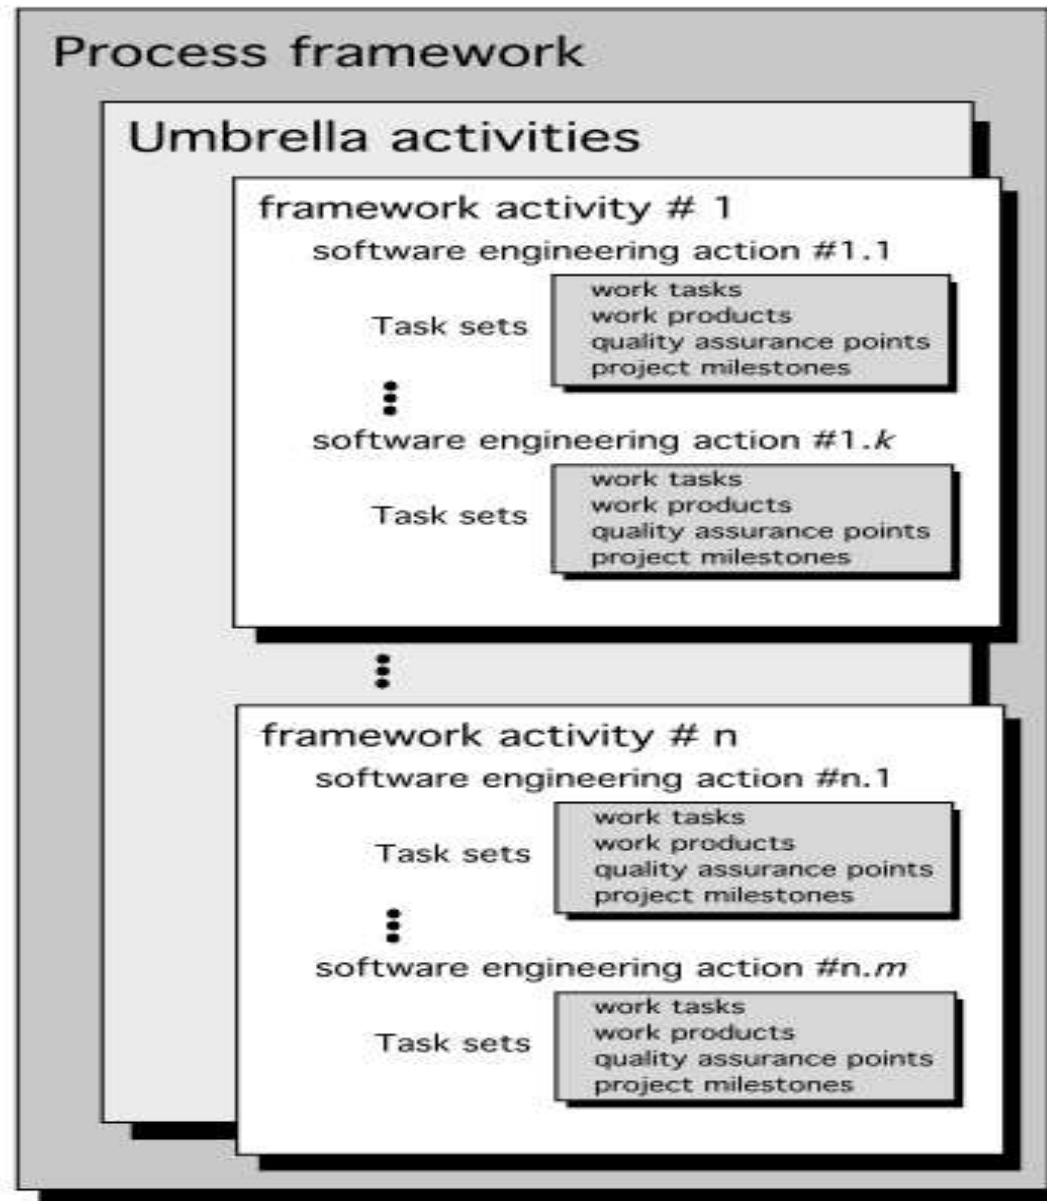 Process framework
Umbrella activities
framework activity # 1
software engineering action #1.1
Task sets
work tasks
work products
quality assurance points
project milestones
software engineering action #1.k
Task sets
work tasks
work products
quality assurance points
project milestones
framework activity # n
software engineering action #n.1
Task sets
work tasks
work products
quality assurance points
project milestones
software engineering action #n.m
Task sets
work tasks
work products
quality assurance points
project milestones